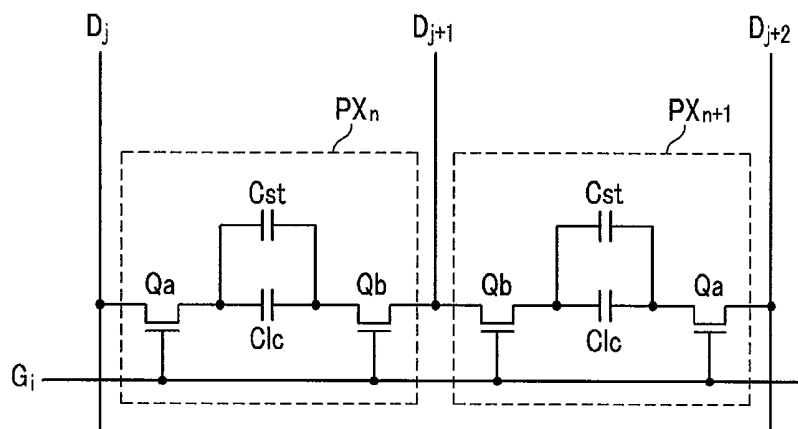 Dj Dj+1 Dj+2
PXn PXn+1
Cst Cst
Qa Qb Qb Qa
Clc Clc
Gi